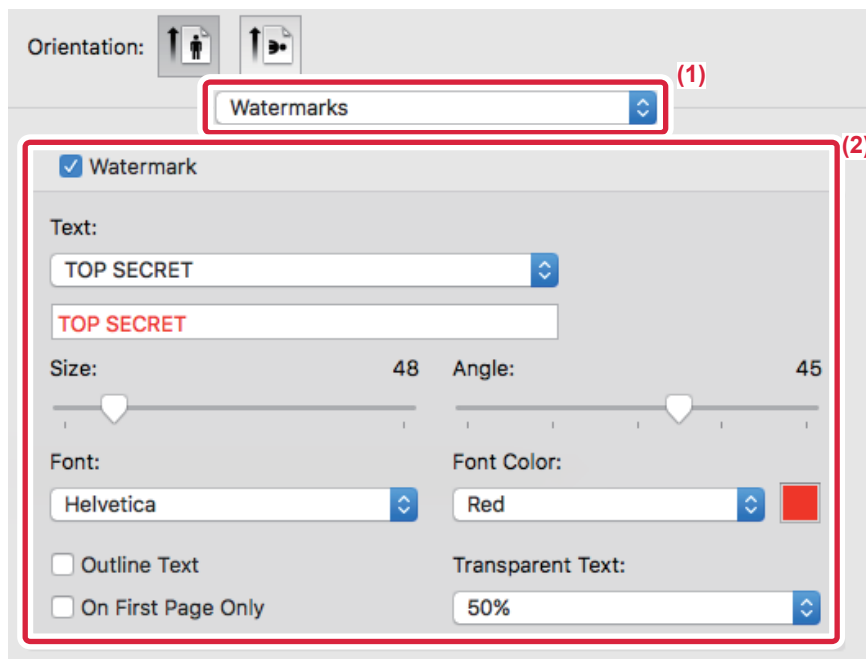 Orientation:
(1)
Watermarks
(2)
Watermark
Text:
TOP SECRET
TOP SECRET
Size: 48 Angle: 45
Font: Font Color:
Helvetica Red
Outline Text Transparent Text:
On First Page Only 50%